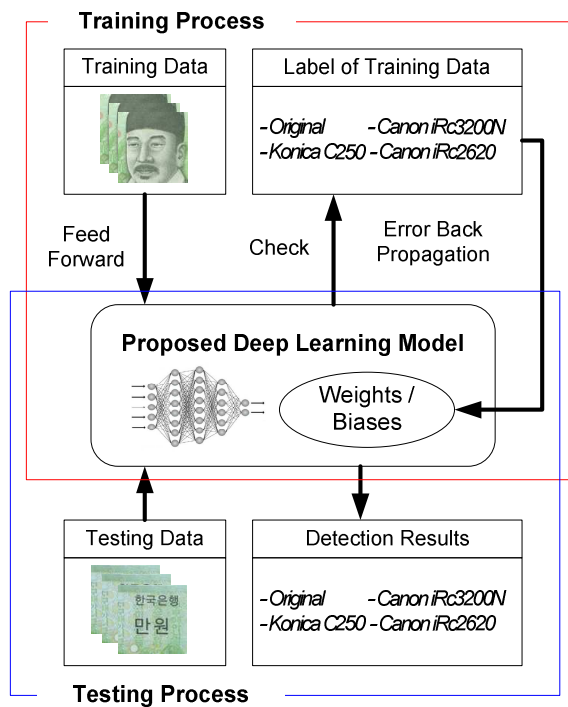 Training Process
Training Data
Label of Training Data
-Original -Canon iRc3200N
-Konica C250 -Canon iRc2620
Feed
Forward
Check
Error Back
Propagation
Proposed Deep Learning Model
Weights /
Biases
Testing Data
한국은행
만 원
Detection Results
-Original -Canon iRc3200N
-Konica C250 -Canon iRc2620
Testing Process